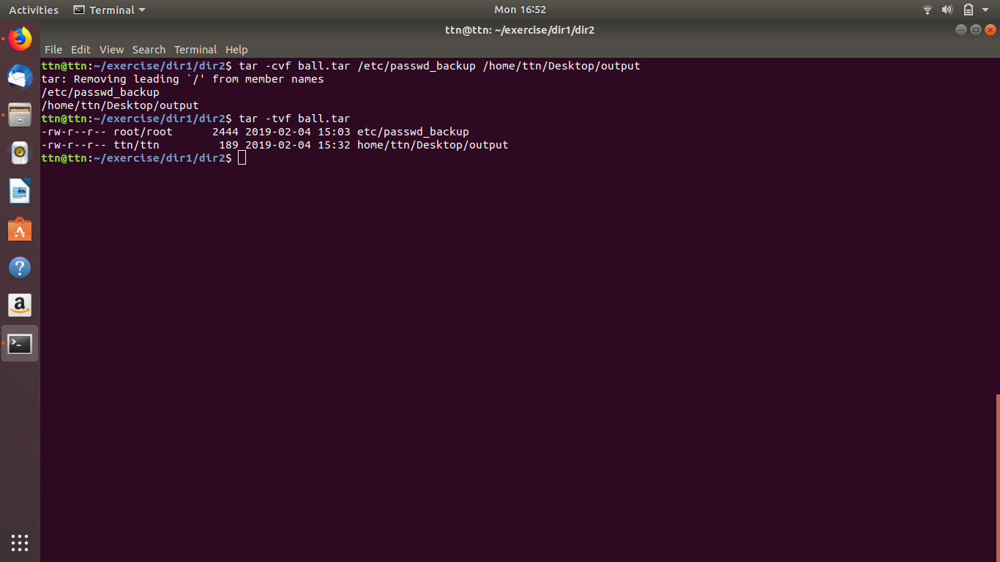 Activities Terminal Mon 16:52
ttn@ttn: ~/exercise/dir1/dir2
File Edit View Search Terminal Help
ttn@ttn:~/exercise/dir1/dir2$ tar -cvf ball.tar /etc/passwd_backup /home/ttn/Desktop/output
tar: Removing leading `/' from member names
/etc/passwd_backup
/home/ttn/Desktop/output
ttn@ttn:~/exercise/dir1/dir2$ tar -tvf ball.tar
-rw-r--r-- root/root      2444 2019-02-04 15:03 etc/passwd_backup
-rw-r--r-- ttn/ttn         189 2019-02-04 15:32 home/ttn/Desktop/output
ttn@ttn:~/exercise/dir1/dir2$